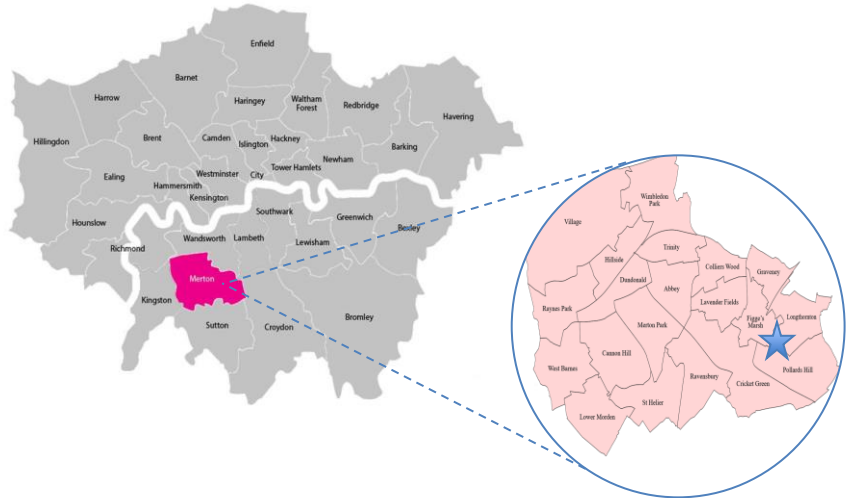 Enfield
Barnet
Harrow
Haringey
Waltham
Forest
Redbridge
Havering
Hillingdon
Brent
Camden
Islington
Hackney
Barking
Newham
Ealing
Westminster
City
Tower Hamlets
Hammersmith
Kensington
Hounslow
Southwark
Greenwich
Bexley
Richmond
Wandsworth
Lambeth
Lewisham
Merton
Kingston
Sutton
Croydon
Bromley
Wimbledon
Park
Village
Trinity
Hillside
Colliers Wood
Graveney
Dundonald
Abbey
Raynes Park
Lavender Fields
Longthornton
Figge's
Marsh
Merton Park
Cannon Hill
West Barnes
Pollards Hill
Ravensbury
Cricket Green
St Helier
Lower Morden